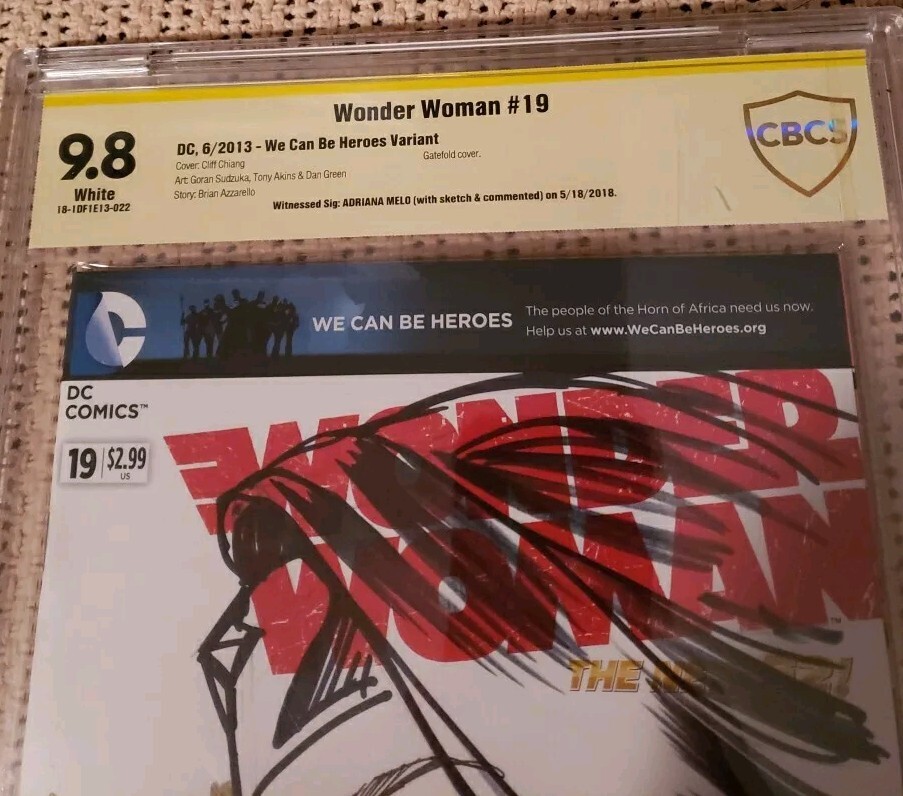 Wonder Woman #19
9.8
White
18-1DF1E13-022
DC, 6/2013 - We Can Be Heroes Variant
Cover: Cliff Chiang
Gatefold cover.
Art: Goran Sudzuka, Tony Akins & Dan Green
Story: Brian Azzarello
Witnessed Sig: ADRIANA MELO (with sketch & commented) on 5/18/2018.
CBCS
WE CAN BE HEROES
The people of the Horn of Africa need us now.
Help us at www.WeCanBeHeroes.org
DC
COMICS™
19 $2.99
US
WONDER
WOMAN™
THE